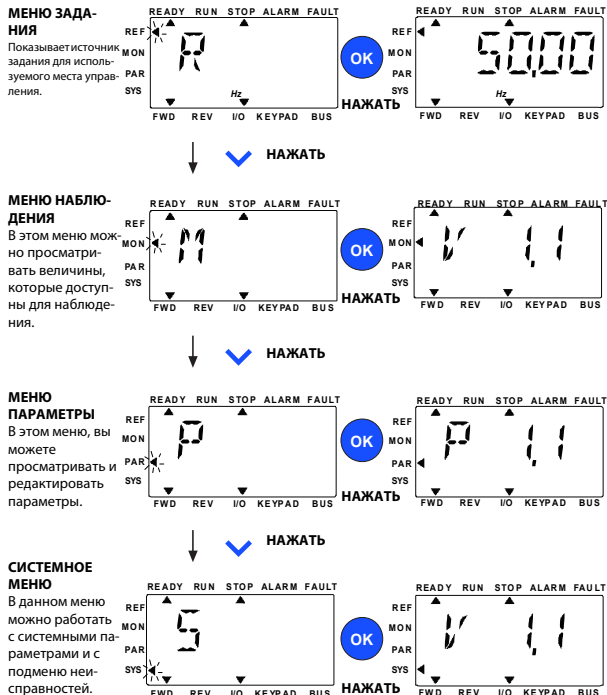 МЕНЮ ЗАДА-
НИЯ
Показывает источник
задания для исполь-
зуемого места управ-
ления.
READY RUN STOP ALARM FAULT
REF
MON
PAR
SYS
R
Hz
FWD REV I/O KEYPAD BUS
OK
НАЖАТЬ
READY RUN STOP ALARM FAULT
REF
MON
PAR
SYS
50,00
Hz
FWD REV I/O KEYPAD BUS
НАЖАТЬ
МЕНЮ НАБЛЮ-
ДЕНИЯ
В этом меню мож-
но просматри-
вать величины,
которые доступ-
ны для наблюде-
ния.
READY RUN STOP ALARM FAULT
REF
MON
PAR
SYS
M
FWD REV I/O KEYPAD BUS
OK
НАЖАТЬ
READY RUN STOP ALARM FAULT
REF
MON
PAR
SYS
V 1,1
FWD REV I/O KEYPAD BUS
НАЖАТЬ
МЕНЮ
ПАРАМЕТРЫ
В этом меню, вы
можете
просматривать и
редактировать
параметры.
READY RUN STOP ALARM FAULT
REF
MON
PAR
SYS
P
FWD REV I/O KEYPAD BUS
OK
НАЖАТЬ
READY RUN STOP ALARM FAULT
REF
MON
PAR
SYS
P 1,1
FWD REV I/O KEYPAD BUS
НАЖАТЬ
СИСТЕМНОЕ
МЕНЮ
В данном меню
можно работать
с системными па-
раметрами и с
подменю неи-
справностей.
READY RUN STOP ALARM FAULT
REF
MON
PAR
SYS
S
FWD REV I/O KEYPAD BUS
OK
НАЖАТЬ
READY RUN STOP ALARM FAULT
REF
MON
PAR
SYS
V 1,1
FWD REV I/O KEYPAD BUS